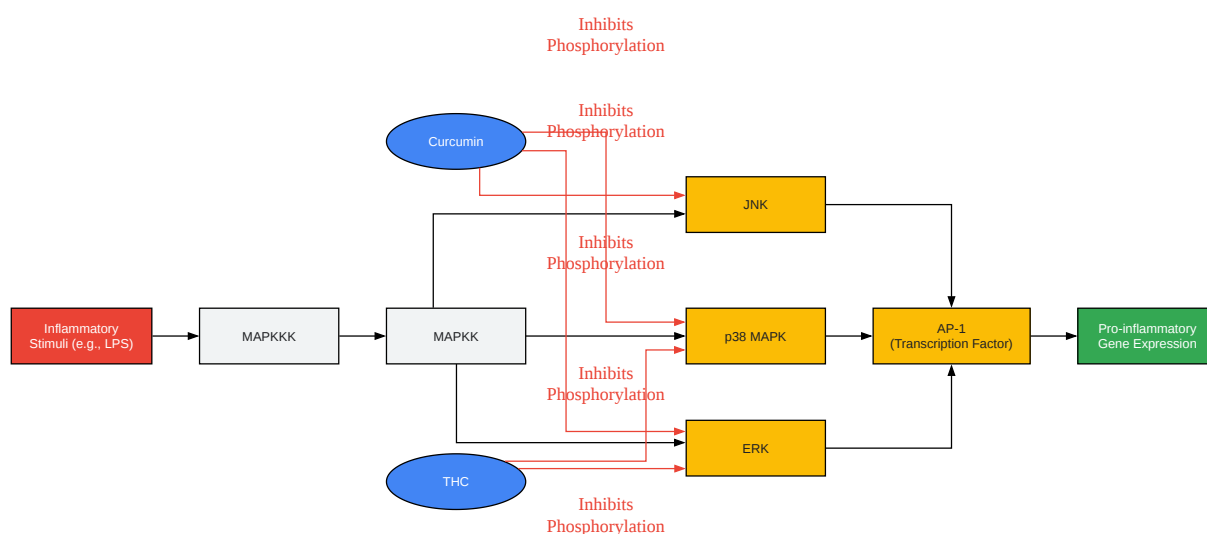 Inhibits
Phosphorylation
Inhibits
Phosphorylation
Curcumin
JNK
Inhibits
Phosphorylation
Inflammatory
Stimuli (e.g., LPS)
MAPKKK
MAPKK
p38 MAPK
AP-1
(Transcription Factor)
Pro-inflammatory
Gene Expression
Inhibits
Phosphorylation
ERK
THC
Inhibits
Phosphorylation